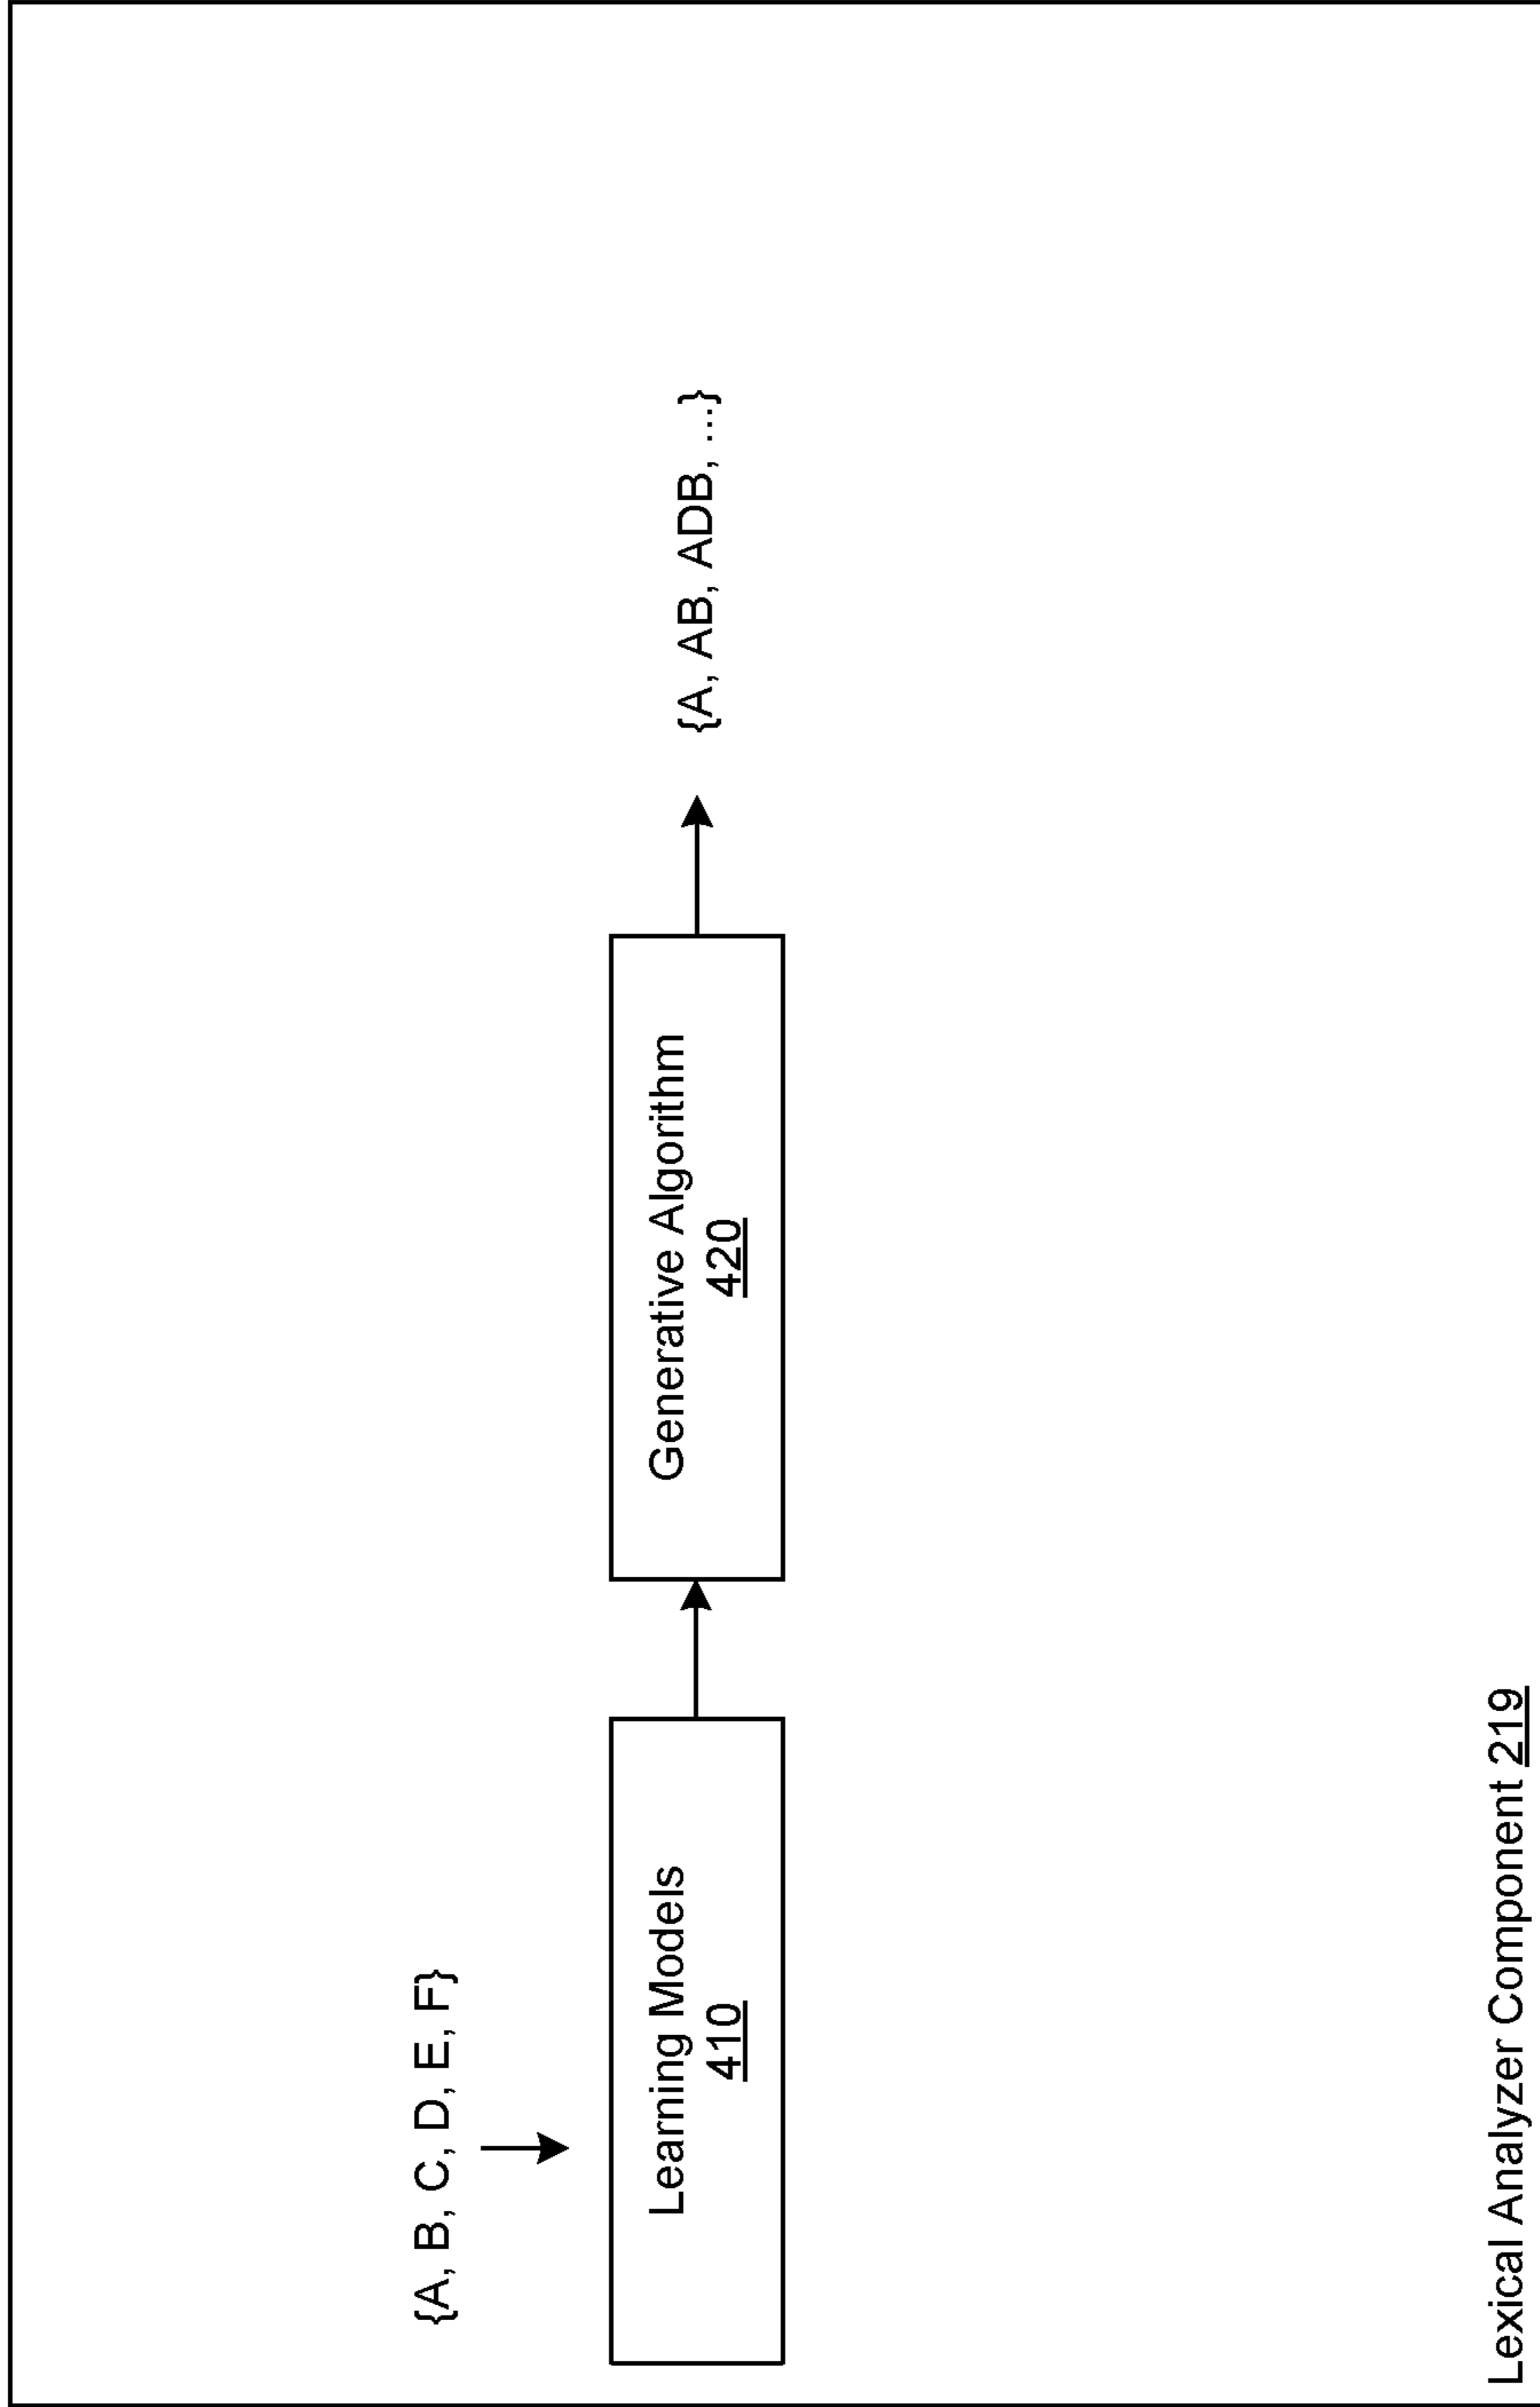 {A, B, C, D, E, F}
Learning Models
410
Generative Algorithm
420
{A, AB, ADB, ...}
Lexical Analyzer Component 219